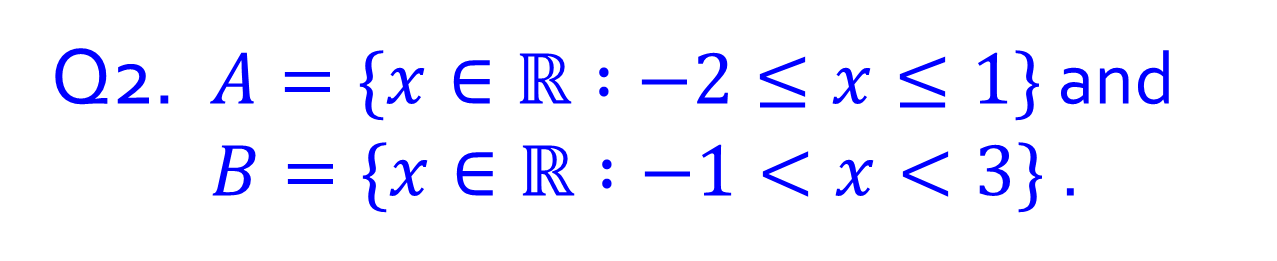 Q2. A = {x ∈ ℝ : −2 ≤ x ≤ 1} and
B = {x ∈ ℝ : −1 < x < 3} .